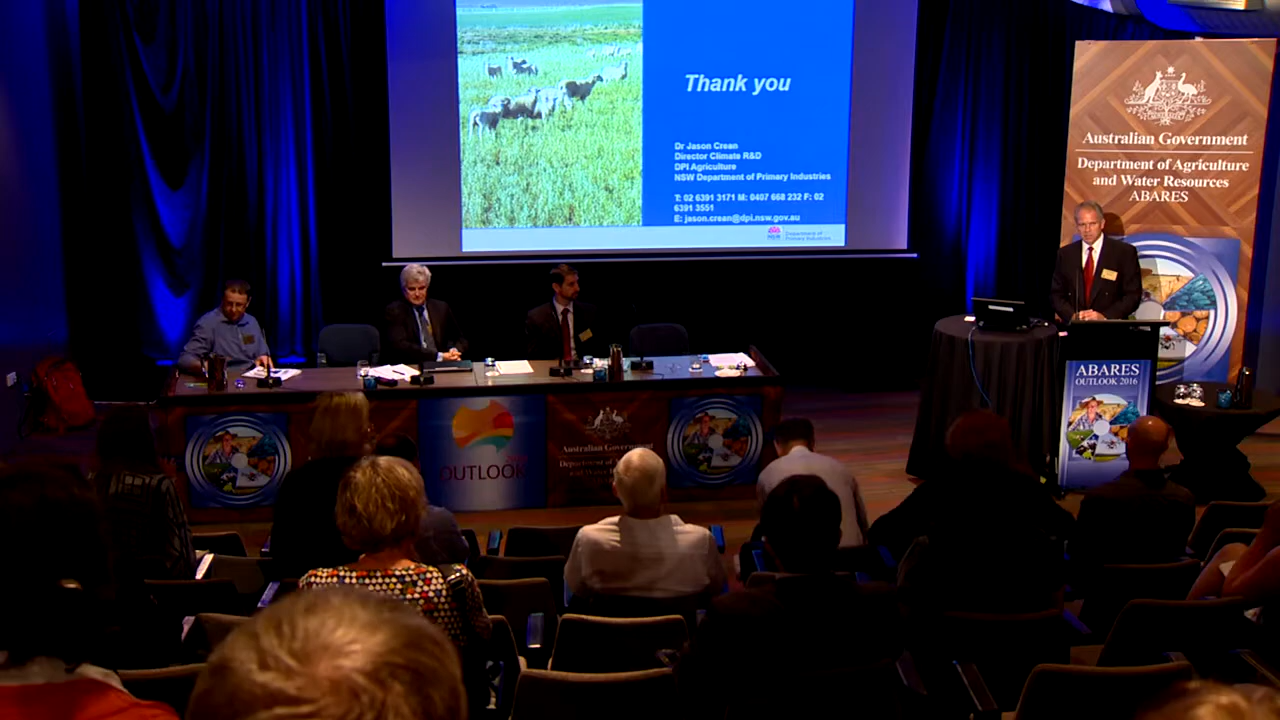 Thank you
Dr Jason Crean
Director Climate R&D
DPI Agriculture
NSW Department of Primary Industries
T: 02 6391 3171 M: 0407 668 232 F: 02
6391 3551
E: jason.crean@dpi.nsw.gov.au
NSW
Department of
Primary Industries
Australian Government
Department of Agriculture
and Water Resources
ABARES
ABARES
OUTLOOK 2016
OUTLOOK
Australian Government